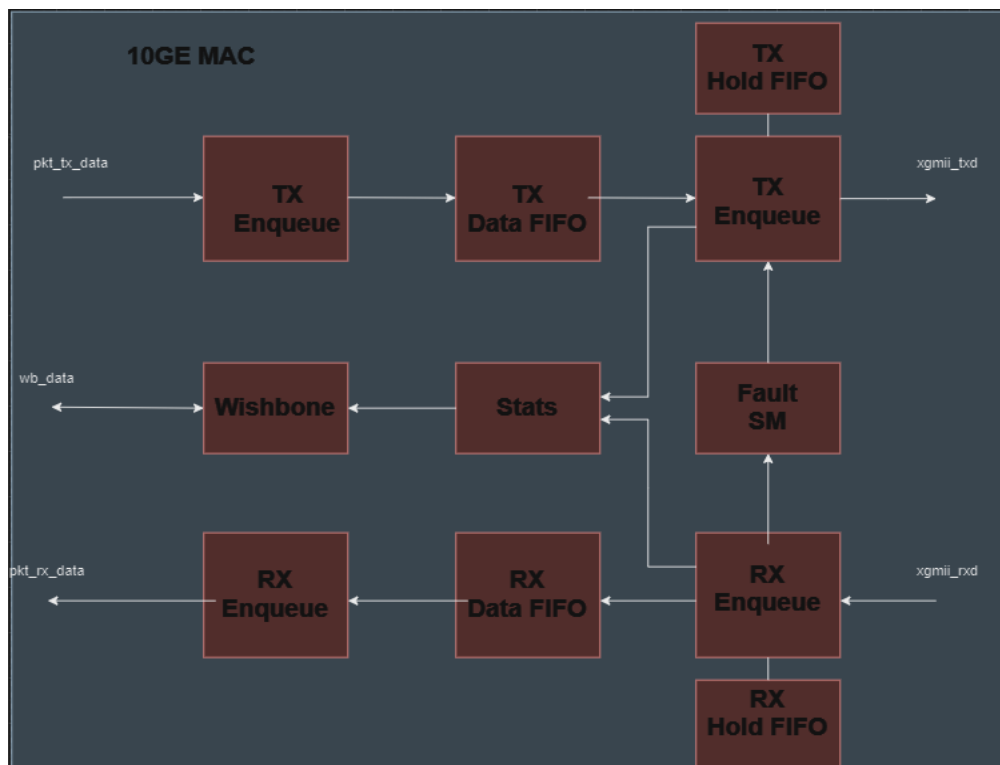 10GE MAC
TX
Hold FIFO
pkt_tx_data
TX
Enqueue
TX
Data FIFO
TX
Enqueue
xgmii_txd
wb_data
Wishbone
Stats
Fault
SM
pkt_rx_data
RX
Enqueue
RX
Data FIFO
RX
Enqueue
xgmii_rxd
RX
Hold FIFO